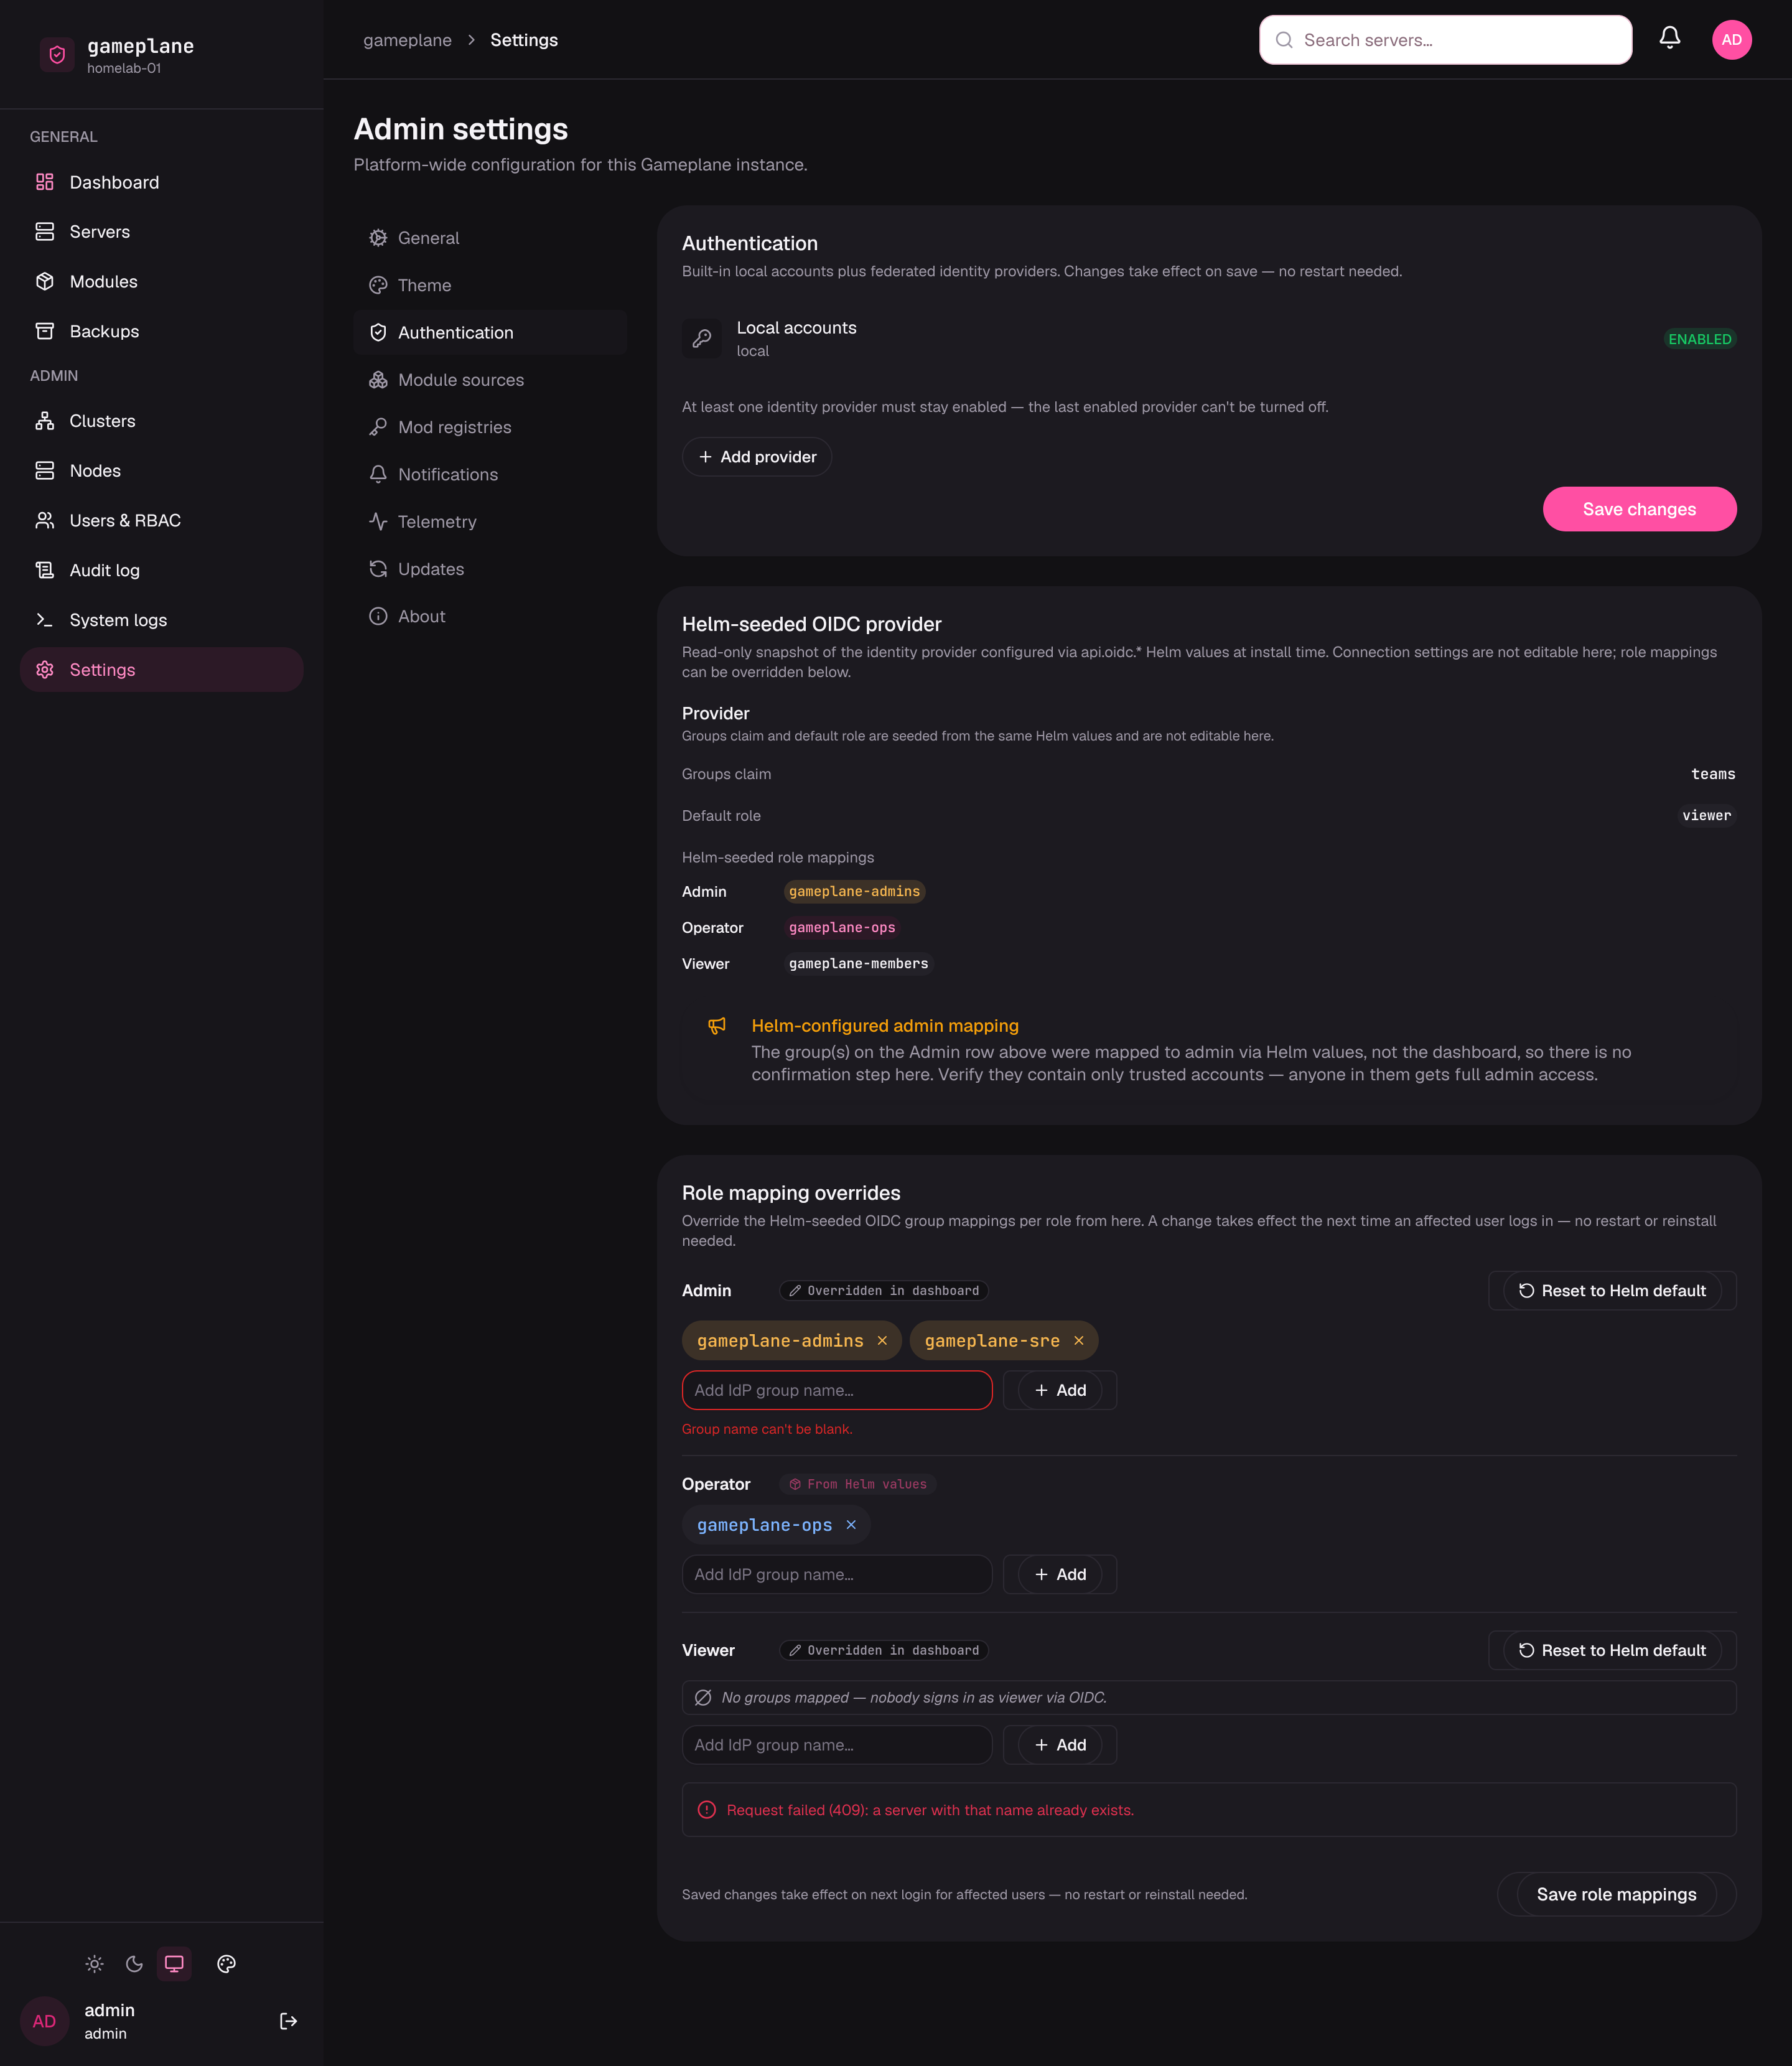 gameplane
homelab-01
GENERAL
Dashboard
Servers
Modules
Backups
ADMIN
Clusters
Nodes
Users & RBAC
Audit log
System logs
Settings
AD
admin
admin
gameplane
Settings
Search servers...
AD
Admin settings
Platform-wide configuration for this Gameplane instance.
General
Theme
Authentication
Module sources
Mod registries
Notifications
Telemetry
Updates
About
Authentication
Built-in local accounts plus federated identity providers. Changes take effect on save — no restart needed.
Local accounts
local
ENABLED
At least one identity provider must stay enabled — the last enabled provider can't be turned off.
Add provider
Save changes
Helm-seeded OIDC provider
Read-only snapshot of the identity provider configured via api.oidc.* Helm values at install time. Connection settings are not editable here; role mappings
can be overridden below.
Provider
Groups claim and default role are seeded from the same Helm values and are not editable here.
Groups claim
teams
Default role
viewer
Helm-seeded role mappings
Admin gameplane-admins
Operator gameplane-ops
Viewer gameplane-members
Helm-configured admin mapping
The group(s) on the Admin row above were mapped to admin via Helm values, not the dashboard, so there is no
confirmation step here. Verify they contain only trusted accounts — anyone in them gets full admin access.
Role mapping overrides
Override the Helm-seeded OIDC group mappings per role from here. A change takes effect the next time an affected user logs in — no restart or reinstall
needed.
Admin Overridden in dashboard Reset to Helm default
gameplane-admins gameplane-sre
Add IdP group name... Add
Group name can't be blank.
Operator From Helm values
gameplane-ops
Add IdP group name... Add
Viewer Overridden in dashboard Reset to Helm default
No groups mapped — nobody signs in as viewer via OIDC.
Add IdP group name... Add
Request failed (409): a server with that name already exists.
Saved changes take effect on next login for affected users — no restart or reinstall needed.
Save role mappings